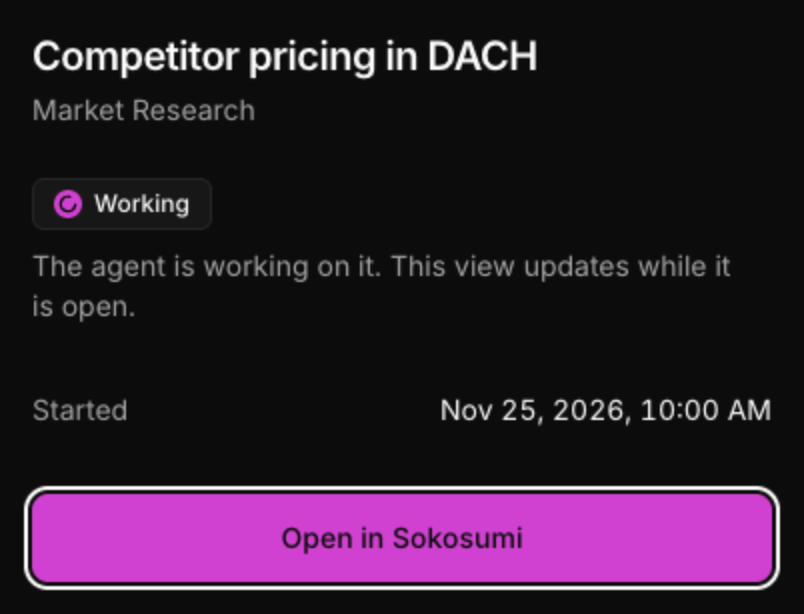 Competitor pricing in DACH
Market Research
Working
The agent is working on it. This view updates while it
is open.
Started Nov 25, 2026, 10:00 AM
Open in Sokosumi